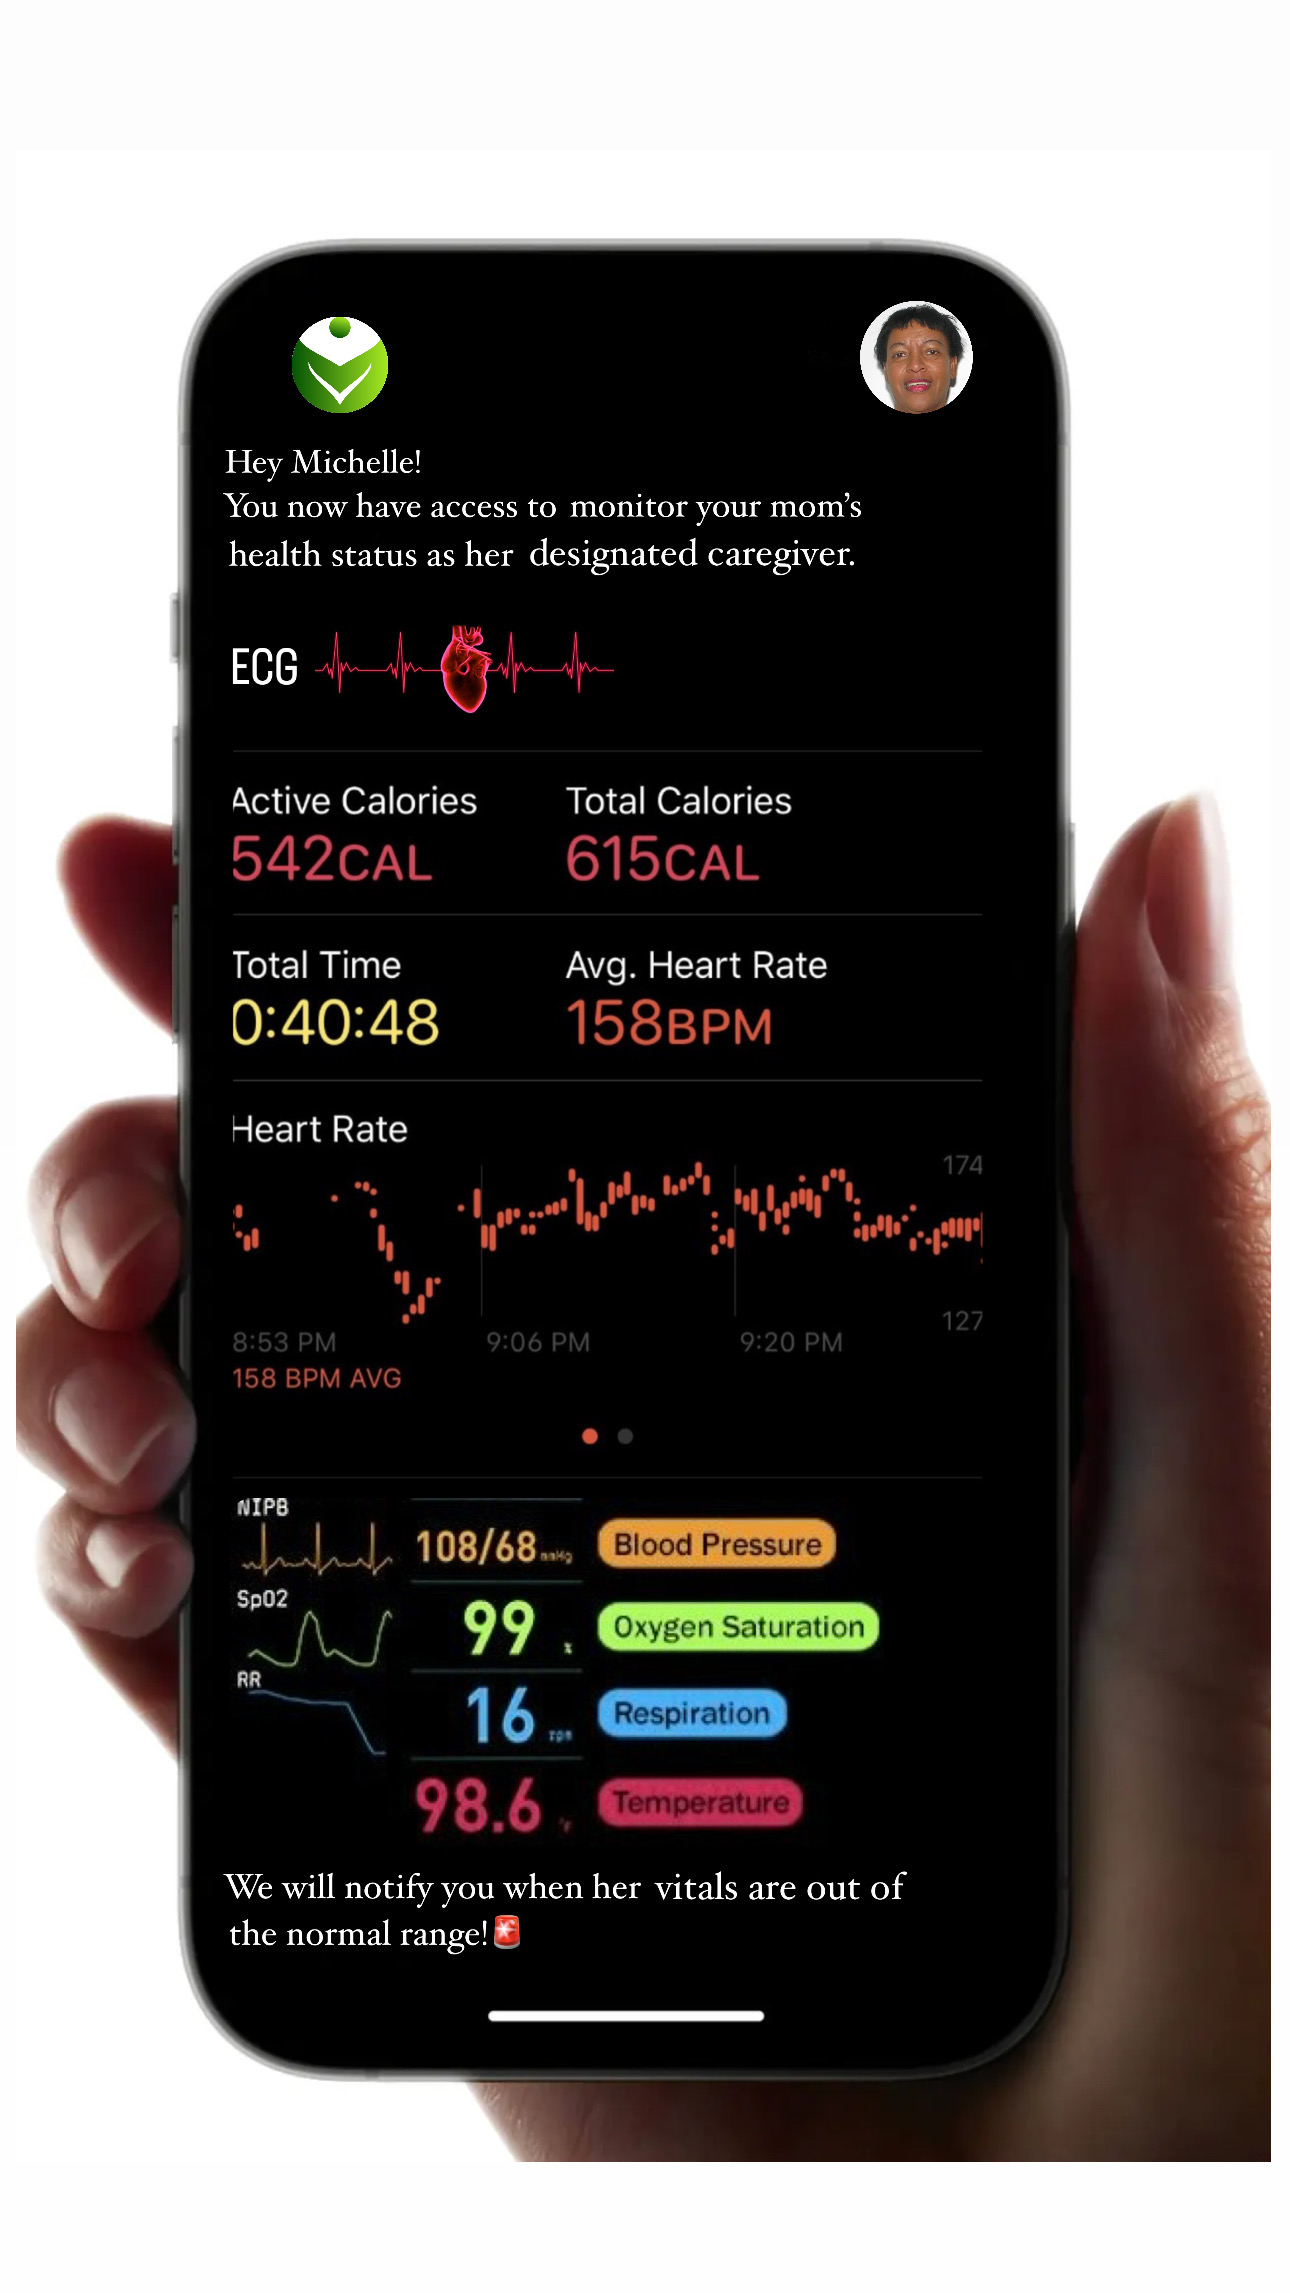 Hey Michelle!
You now have access to monitor your mom's
health status as her designated caregiver.
ECG
Active Calories Total Calories
542CAL 615CAL
Total Time Avg. Heart Rate
0:40:48 158BPM
Heart Rate
174
127
8:53 PM 9:06 PM 9:20 PM
158 BPM AVG
NIPB
108/68 mmHg Blood Pressure
SpO2
99 % Oxygen Saturation
RR
16 rpm Respiration
98.6 °F Temperature
We will notify you when her vitals are out of
the normal range!🚨